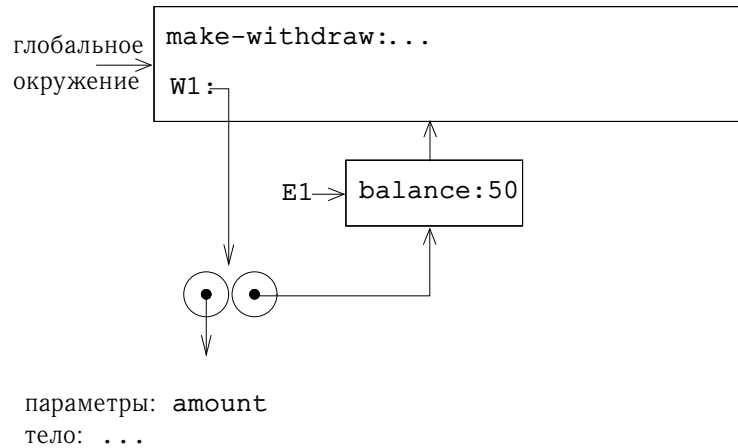 глобальное
окружение
make-withdraw:...
W1:
E1
balance:50
параметры: amount
тело: ...